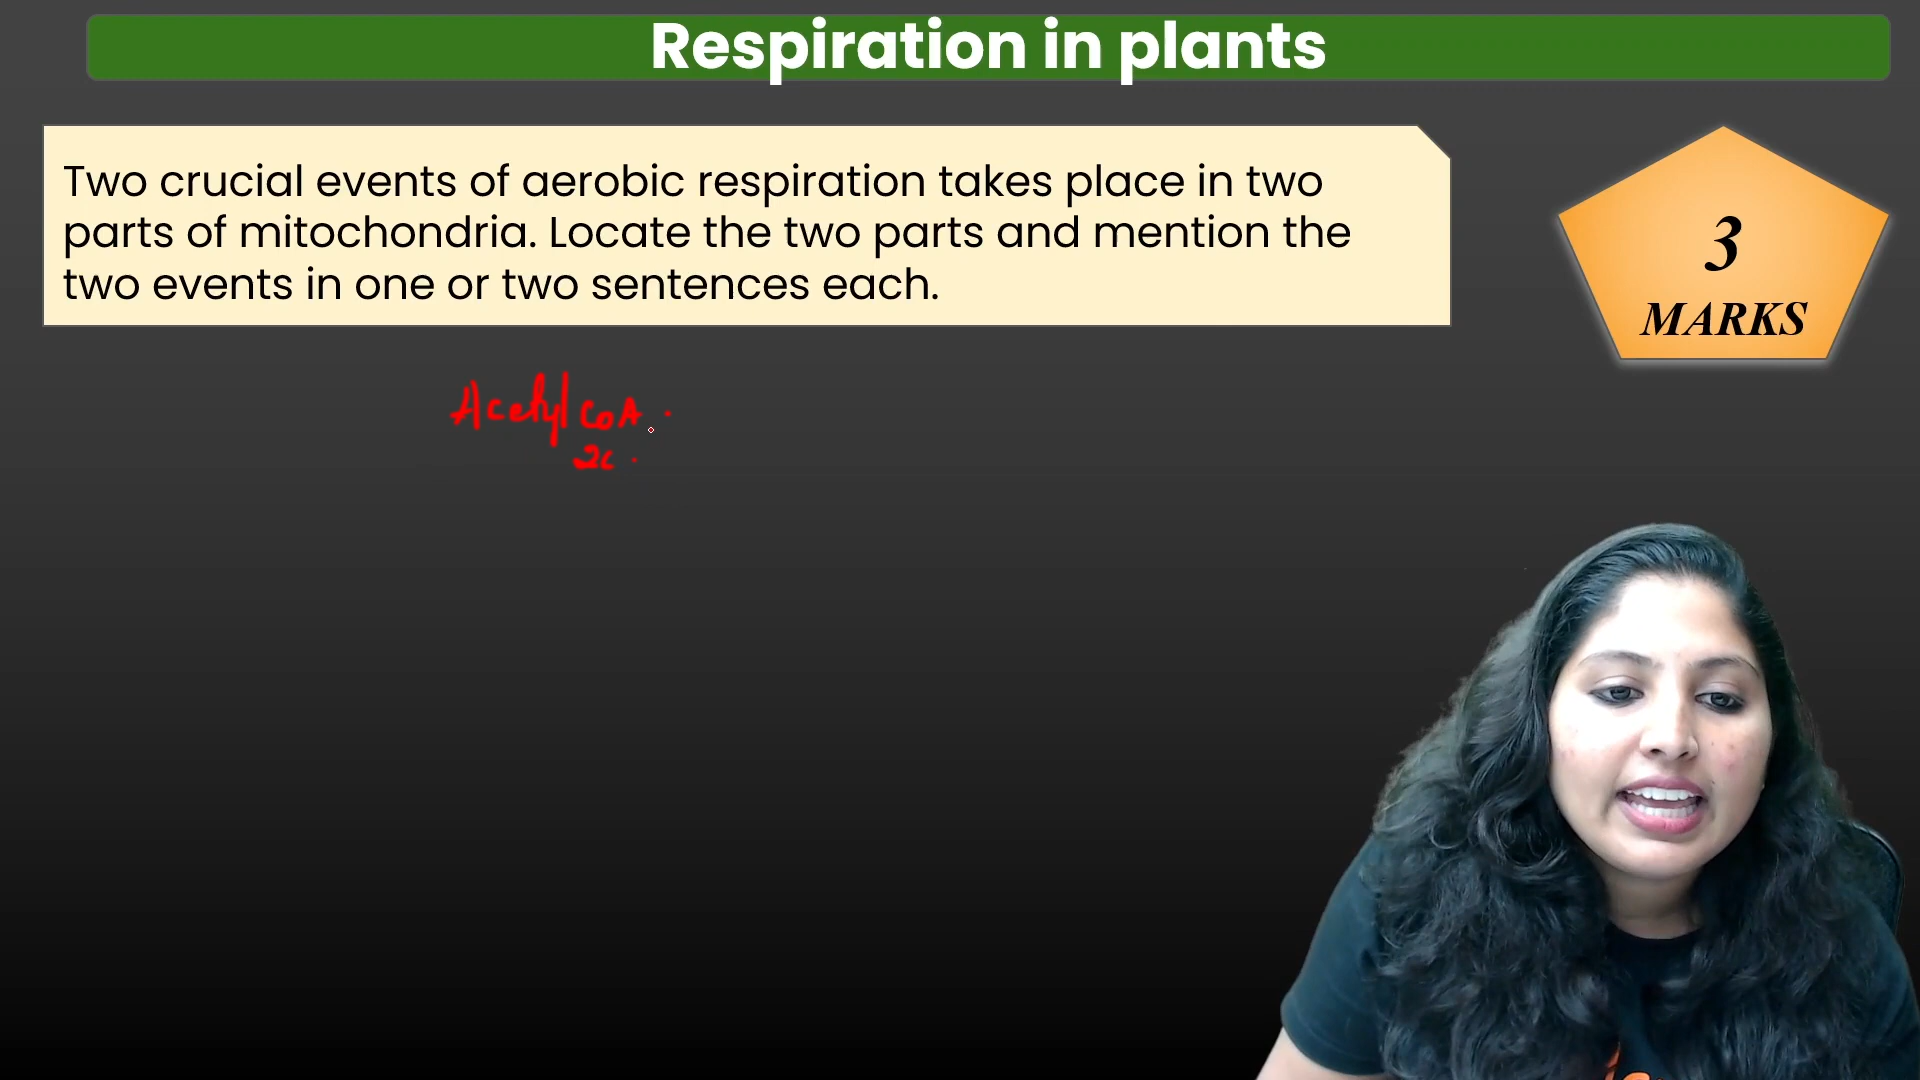 Respiration in plants
Two crucial events of aerobic respiration takes place in two
parts of mitochondria. Locate the two parts and mention the
two events in one or two sentences each.
3
MARKS
Acetyl CoA.
2C.